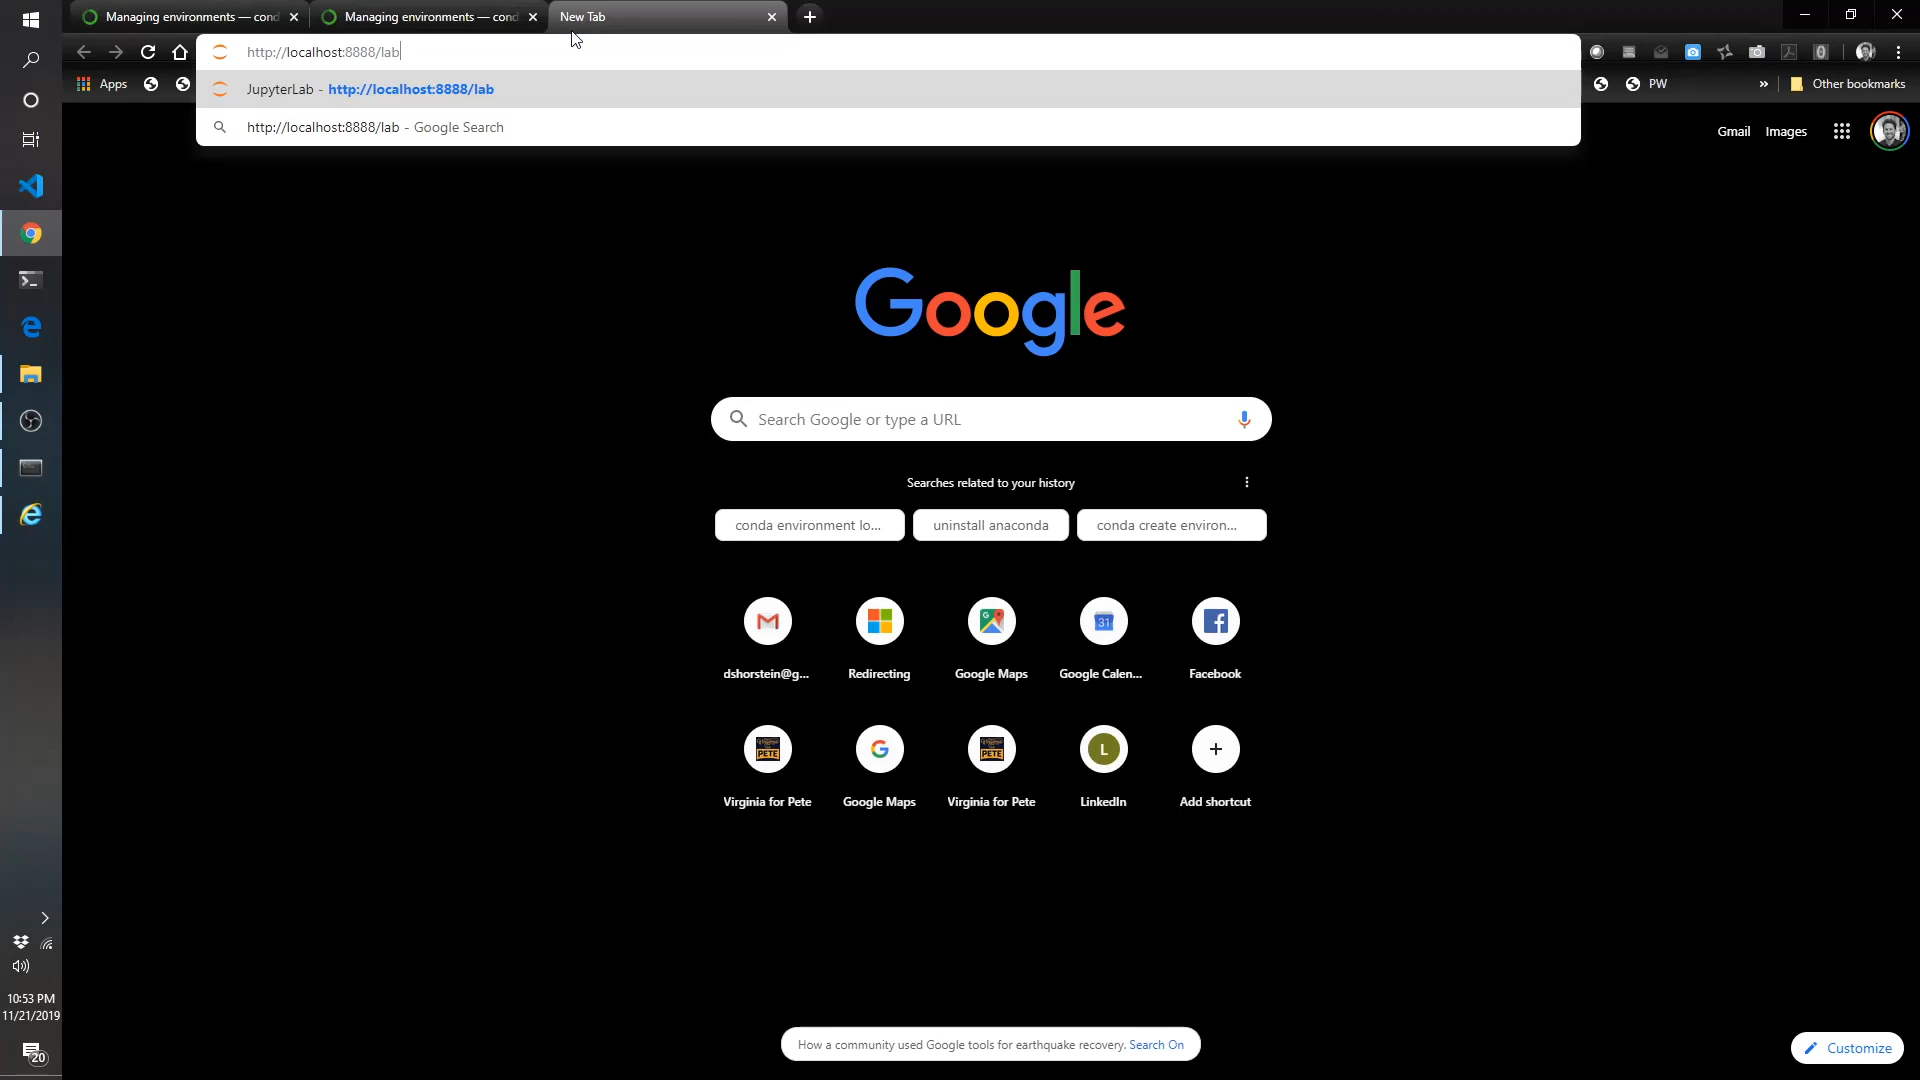 Managing environments — cond
Managing environments — cond
New Tab
http://localhost:8888/lab
Apps
JupyterLab - http://localhost:8888/lab
PW
»
Other bookmarks
http://localhost:8888/lab - Google Search
Gmail
Images
Google
Search Google or type a URL
Searches related to your history
conda environment lo...
uninstall anaconda
conda create environ...
31
dshorstein@g...
Redirecting
Google Maps
Google Calen...
Facebook
PETE
PETE
L
Virginia for Pete
Google Maps
Virginia for Pete
LinkedIn
Add shortcut
10:53 PM
11/21/2019
20
How a community used Google tools for earthquake recovery. Search On
Customize